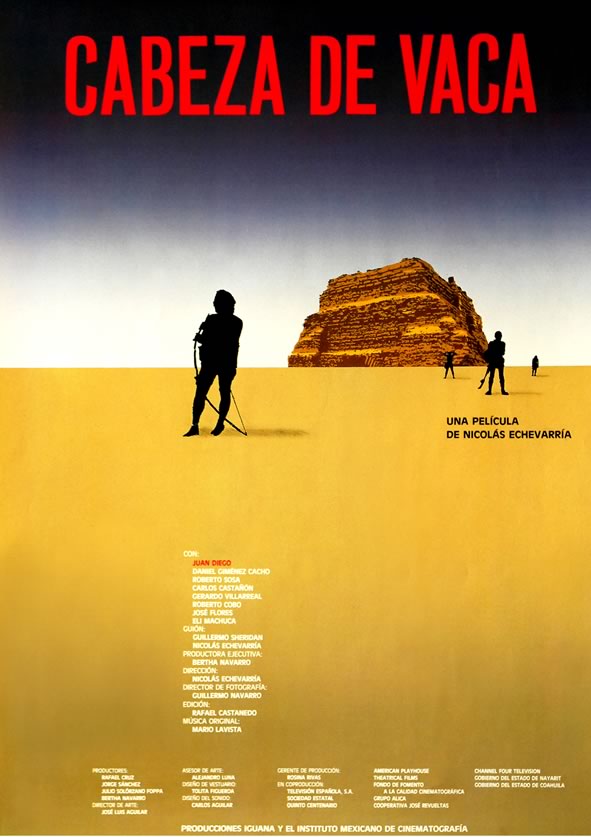 CABEZA DE VACA
UNA PELÍCULA
DE NICOLÁS ECHEVARRÍA
CON:
JUAN DIEGO
DANIEL GIMÉNEZ CACHO
ROBERTO SOSA
CARLOS CASTAÑÓN
GERARDO VILLARREAL
ROBERTO COBO
JOSÉ FLORES
ELI MACHUCA
GUIÓN:
GUILLERMO SHERIDAN
NICOLÁS ECHEVARRÍA
PRODUCTORA EJECUTIVA:
BERTHA NAVARRO
DIRECCIÓN:
NICOLÁS ECHEVARRÍA
DIRECTOR DE FOTOGRAFÍA:
GUILLERMO NAVARRO
EDICIÓN:
RAFAEL CASTANEDO
MÚSICA ORIGINAL:
MARIO LAVISTA
PRODUCTORES:
RAFAEL CRUZ
JORGE SÁNCHEZ
JULIO SOLÓRZANO FOPPA
BERTHA NAVARRO
DIRECTOR DE ARTE:
JOSÉ LUIS AGUILAR
ASESOR DE ARTE:
ALEJANDRO LUNA
DISEÑO DE VESTUARIO
TOLITA FIGUEROA
DISEÑO DEL SONIDO
CARLOS AGUILAR
GERENTE DE PRODUCCIÓN:
ROSINA RIVAS
EN COPRODUCCIÓN:
TELEVISIÓN ESPAÑOLA, S.A.
SOCIEDAD ESTATAL
QUINTO CENTENARIO
AMERICAN PLAYHOUSE
THEATRICAL FILMS
FONDO DE FOMENTO
A LA CALIDAD CINEMATOGRÁFICA
GRUPO ALICA
COOPERATIVA JOSÉ REVUELTAS
CHANNEL FOUR TELEVISION
GOBIERNO DEL ESTADO DE NAYARIT
GOBIERNO DEL ESTADO DE COAHUILA
PRODUCCIONES IGUANA Y EL INSTITUTO MEXICANO DE CINEMATOGRAFÍA